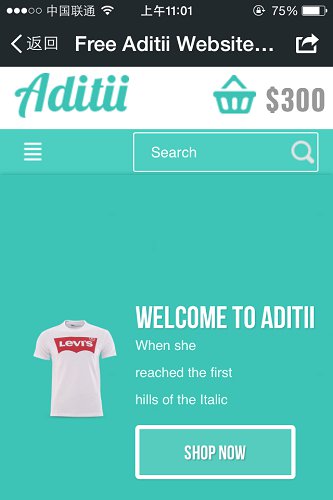 中国联通 上午11:01 75%
返回 Free Aditii Website...
Aditii $300
Search
WELCOME TO ADITII
LEVI'S
When she
reached the first
hills of the Italic
SHOP NOW